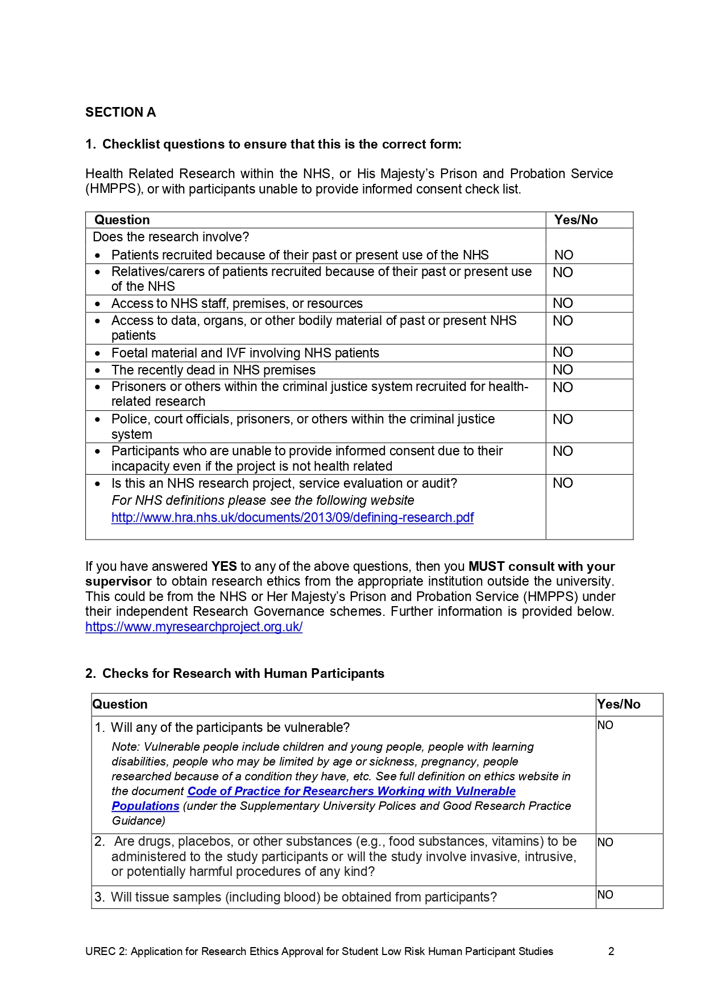 SECTION A
1. Checklist questions to ensure that this is the correct form:
Health Related Research within the NHS, or His Majesty’s Prison and Probation Service
(HMPPS), or with participants unable to provide informed consent check list.
Question Yes/No
Does the research involve?
• Patients recruited because of their past or present use of the NHS NO
• Relatives/carers of patients recruited because of their past or present use NO
of the NHS
• Access to NHS staff, premises, or resources NO
• Access to data, organs, or other bodily material of past or present NHS NO
patients
• Foetal material and IVF involving NHS patients NO
• The recently dead in NHS premises NO
• Prisoners or others within the criminal justice system recruited for health- NO
related research
• Police, court officials, prisoners, or others within the criminal justice NO
system
• Participants who are unable to provide informed consent due to their NO
incapacity even if the project is not health related
• Is this an NHS research project, service evaluation or audit? NO
For NHS definitions please see the following website
http://www.hra.nhs.uk/documents/2013/09/defining-research.pdf
If you have answered YES to any of the above questions, then you MUST consult with your
supervisor to obtain research ethics from the appropriate institution outside the university.
This could be from the NHS or Her Majesty’s Prison and Probation Service (HMPPS) under
their independent Research Governance schemes. Further information is provided below.
https://www.myresearchproject.org.uk/
2. Checks for Research with Human Participants
Question Yes/No
1. Will any of the participants be vulnerable? NO
Note: Vulnerable people include children and young people, people with learning
disabilities, people who may be limited by age or sickness, pregnancy, people
researched because of a condition they have, etc. See full definition on ethics website in
the document Code of Practice for Researchers Working with Vulnerable
Populations (under the Supplementary University Polices and Good Research Practice
Guidance)
2. Are drugs, placebos, or other substances (e.g., food substances, vitamins) to be NO
administered to the study participants or will the study involve invasive, intrusive,
or potentially harmful procedures of any kind?
3. Will tissue samples (including blood) be obtained from participants? NO
UREC 2: Application for Research Ethics Approval for Student Low Risk Human Participant Studies 2